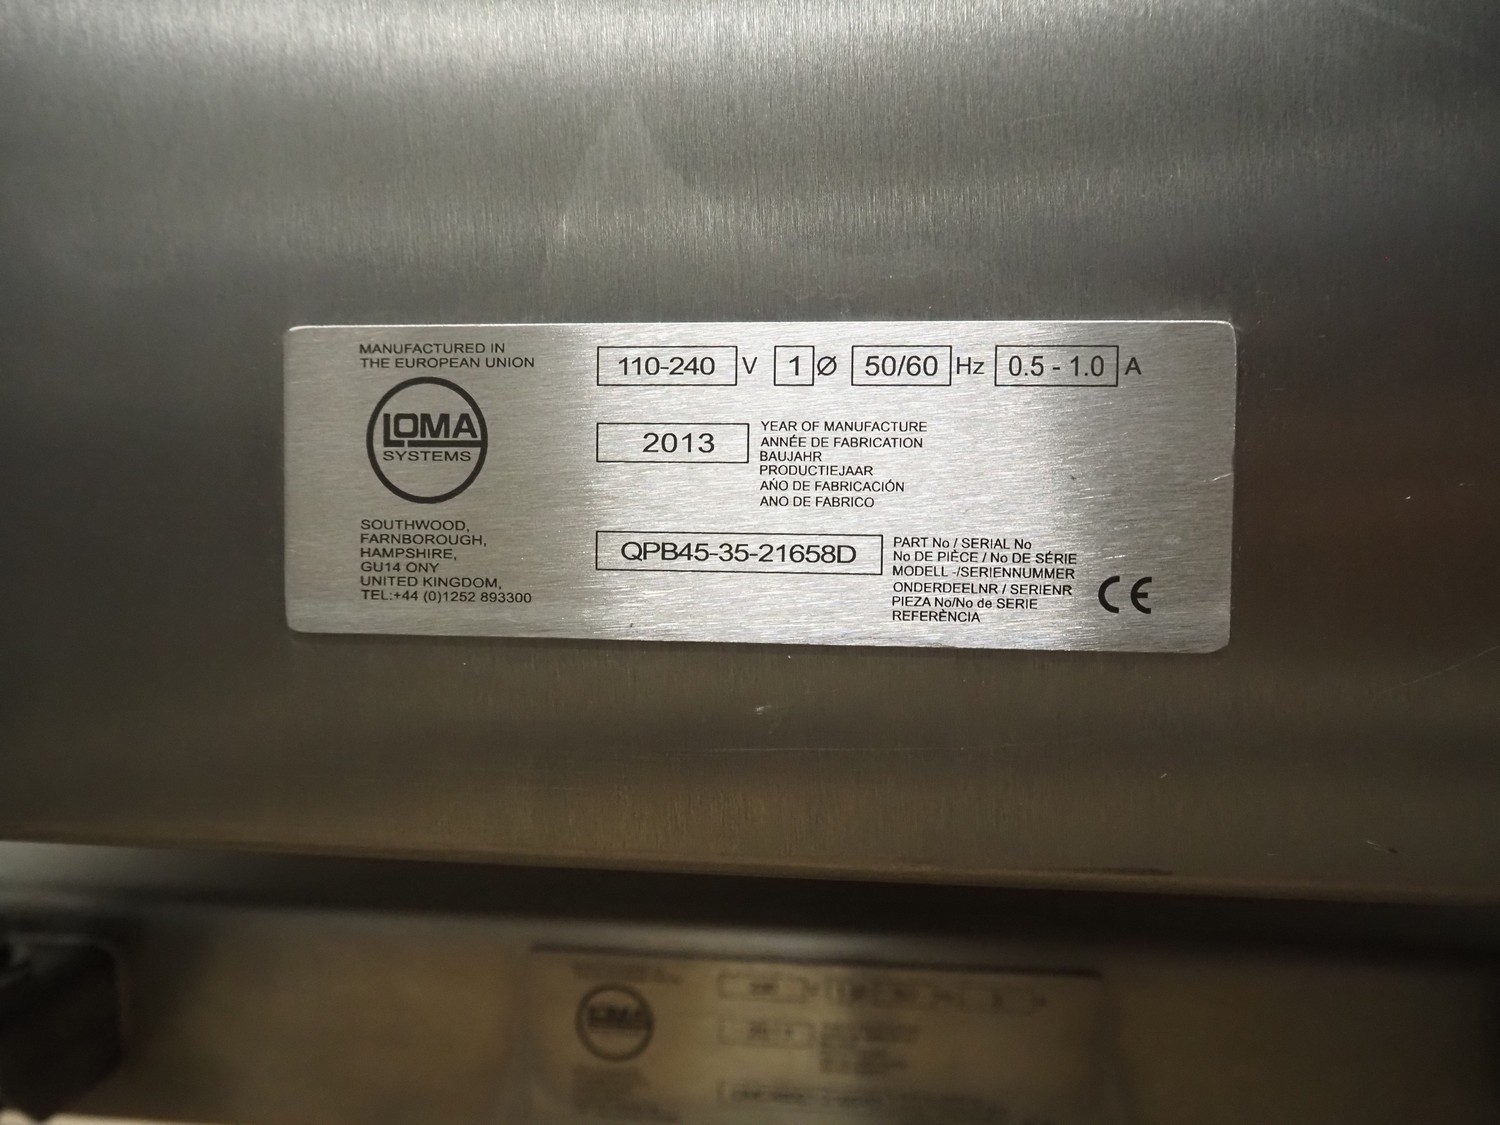 MANUFACTURED IN
THE EUROPEAN UNION
LOMA
SYSTEMS
SOUTHWOOD,
FARNBOROUGH,
HAMPSHIRE,
GU14 ONY
UNITED KINGDOM,
TEL:+44 (0)1252 893300
110-240 V 1 Ø 50/60 Hz 0.5 - 1.0 A
2013
YEAR OF MANUFACTURE
ANNÉE DE FABRICATION
BAUJAHR
PRODUCTIEJAAR
AŃO DE FABRICACIÓN
ANO DE FABRICO
QPB45-35-21658D
PART No / SERIAL No
No DE PIÈCE / No DE SÉRIE
MODELL -/SERIENNUMMER
ONDERDEELNR / SERIENR
PIEZA No/No de SERIE
REFERÊNCIA
CE
LOMA